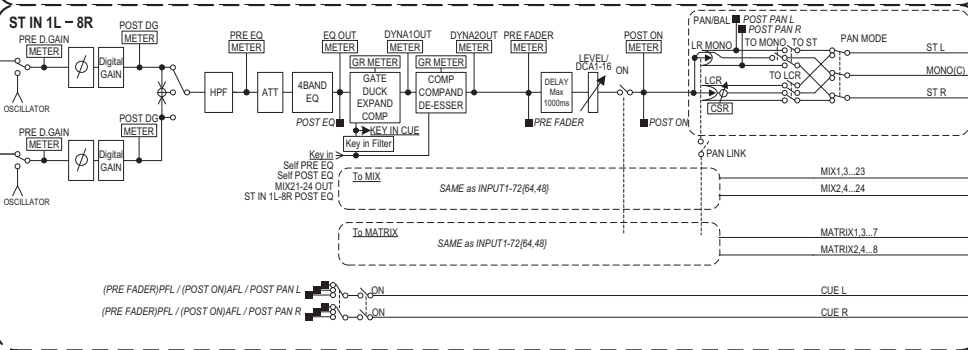 ST IN 1L – 8R
PRE D.GAIN
METER
Digital
GAIN
POST DG
METER
OSCILLATOR
PRE D.GAIN
METER
Digital
GAIN
POST DG
METER
OSCILLATOR
PRE EQ
METER
HPF
ATT
EQ OUT
METER
4BAND
EQ
POST EQ
DYNA1OUT
METER
GR METER
GATE
DUCK
EXPAND
COMP
KEY IN CUE
Key in Filter
DYNA2OUT
METER
GR METER
COMP
COMPAND
DE-ESSER
Key in
Self PRE EQ
Self POST EQ
MIX21-24 OUT
ST IN 1L-8R POST EQ
PRE FADER
METER
PRE FADER
DELAY
Max
1000ms
LEVEL/
DCA1-16
ON
POST ON
METER
POST ON
PAN/BAL
POST PAN L
POST PAN R
LR MONO
TO MONO
TO ST
PAN MODE
LCR
TO LCR
CSR
ST L
MONO(C)
ST R
PAN LINK
To MIX
SAME as INPUT1-72{64,48}
MIX1,3...23
MIX2,4...24
To MATRIX
SAME as INPUT1-72{64,48}
MATRIX1,3...7
MATRIX2,4...8
(PRE FADER)PFL / (POST ON)AFL / POST PAN L
ON
CUE L
(PRE FADER)PFL / (POST ON)AFL / POST PAN R
ON
CUE R